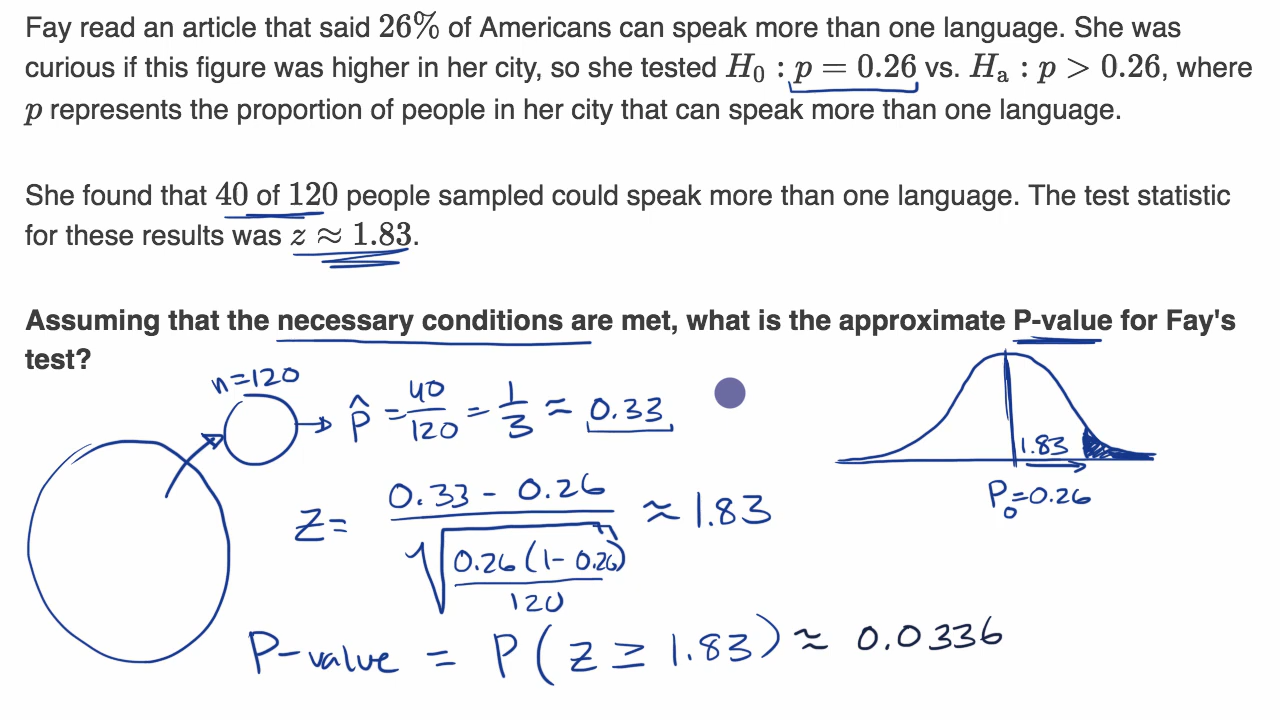 Fay read an article that said 26% of Americans can speak more than one language. She was
curious if this figure was higher in her city, so she tested H₀ : p = 0.26 vs. Hₐ : p > 0.26, where
p represents the proportion of people in her city that can speak more than one language.
She found that 40 of 120 people sampled could speak more than one language. The test statistic
for these results was z ≈ 1.83.
Assuming that the necessary conditions are met, what is the approximate P-value for Fay's
test?
n=120
p̂ = 40/120 = 1/3 ≈ 0.33
1.83
P₀=0.26
z = (0.33 - 0.26)/√(0.26(1-0.26)/120) ≈ 1.83
P-value = P(z ≥ 1.83) ≈ 0.0336